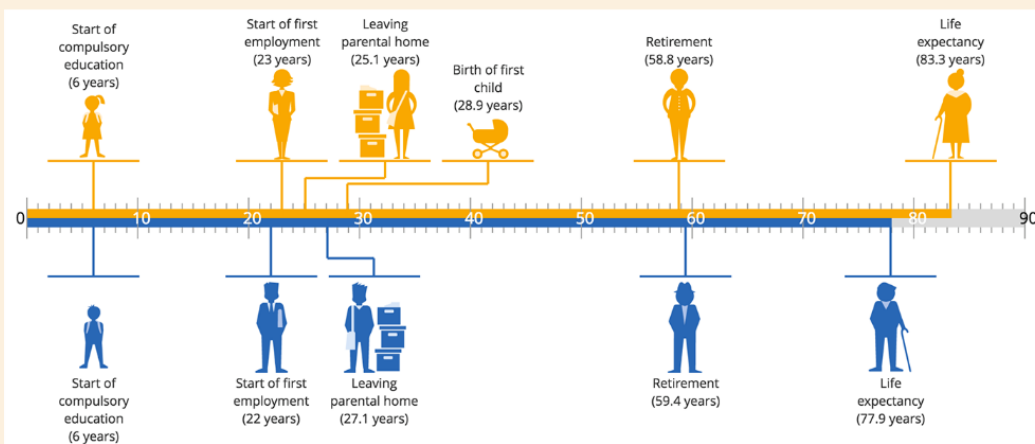 Start of
compulsory
education
(6 years)
Start of first
employment
(23 years)
Leaving
parental home
(25.1 years)
Birth of first
child
(28.9 years)
Retirement
(58.8 years)
Life
expectancy
(83.3 years)
0 10 20 30 40 50 60 70 80 90
Start of
compulsory
education
(6 years)
Start of first
employment
(22 years)
Leaving
parental home
(27.1 years)
Retirement
(59.4 years)
Life
expectancy
(77.9 years)